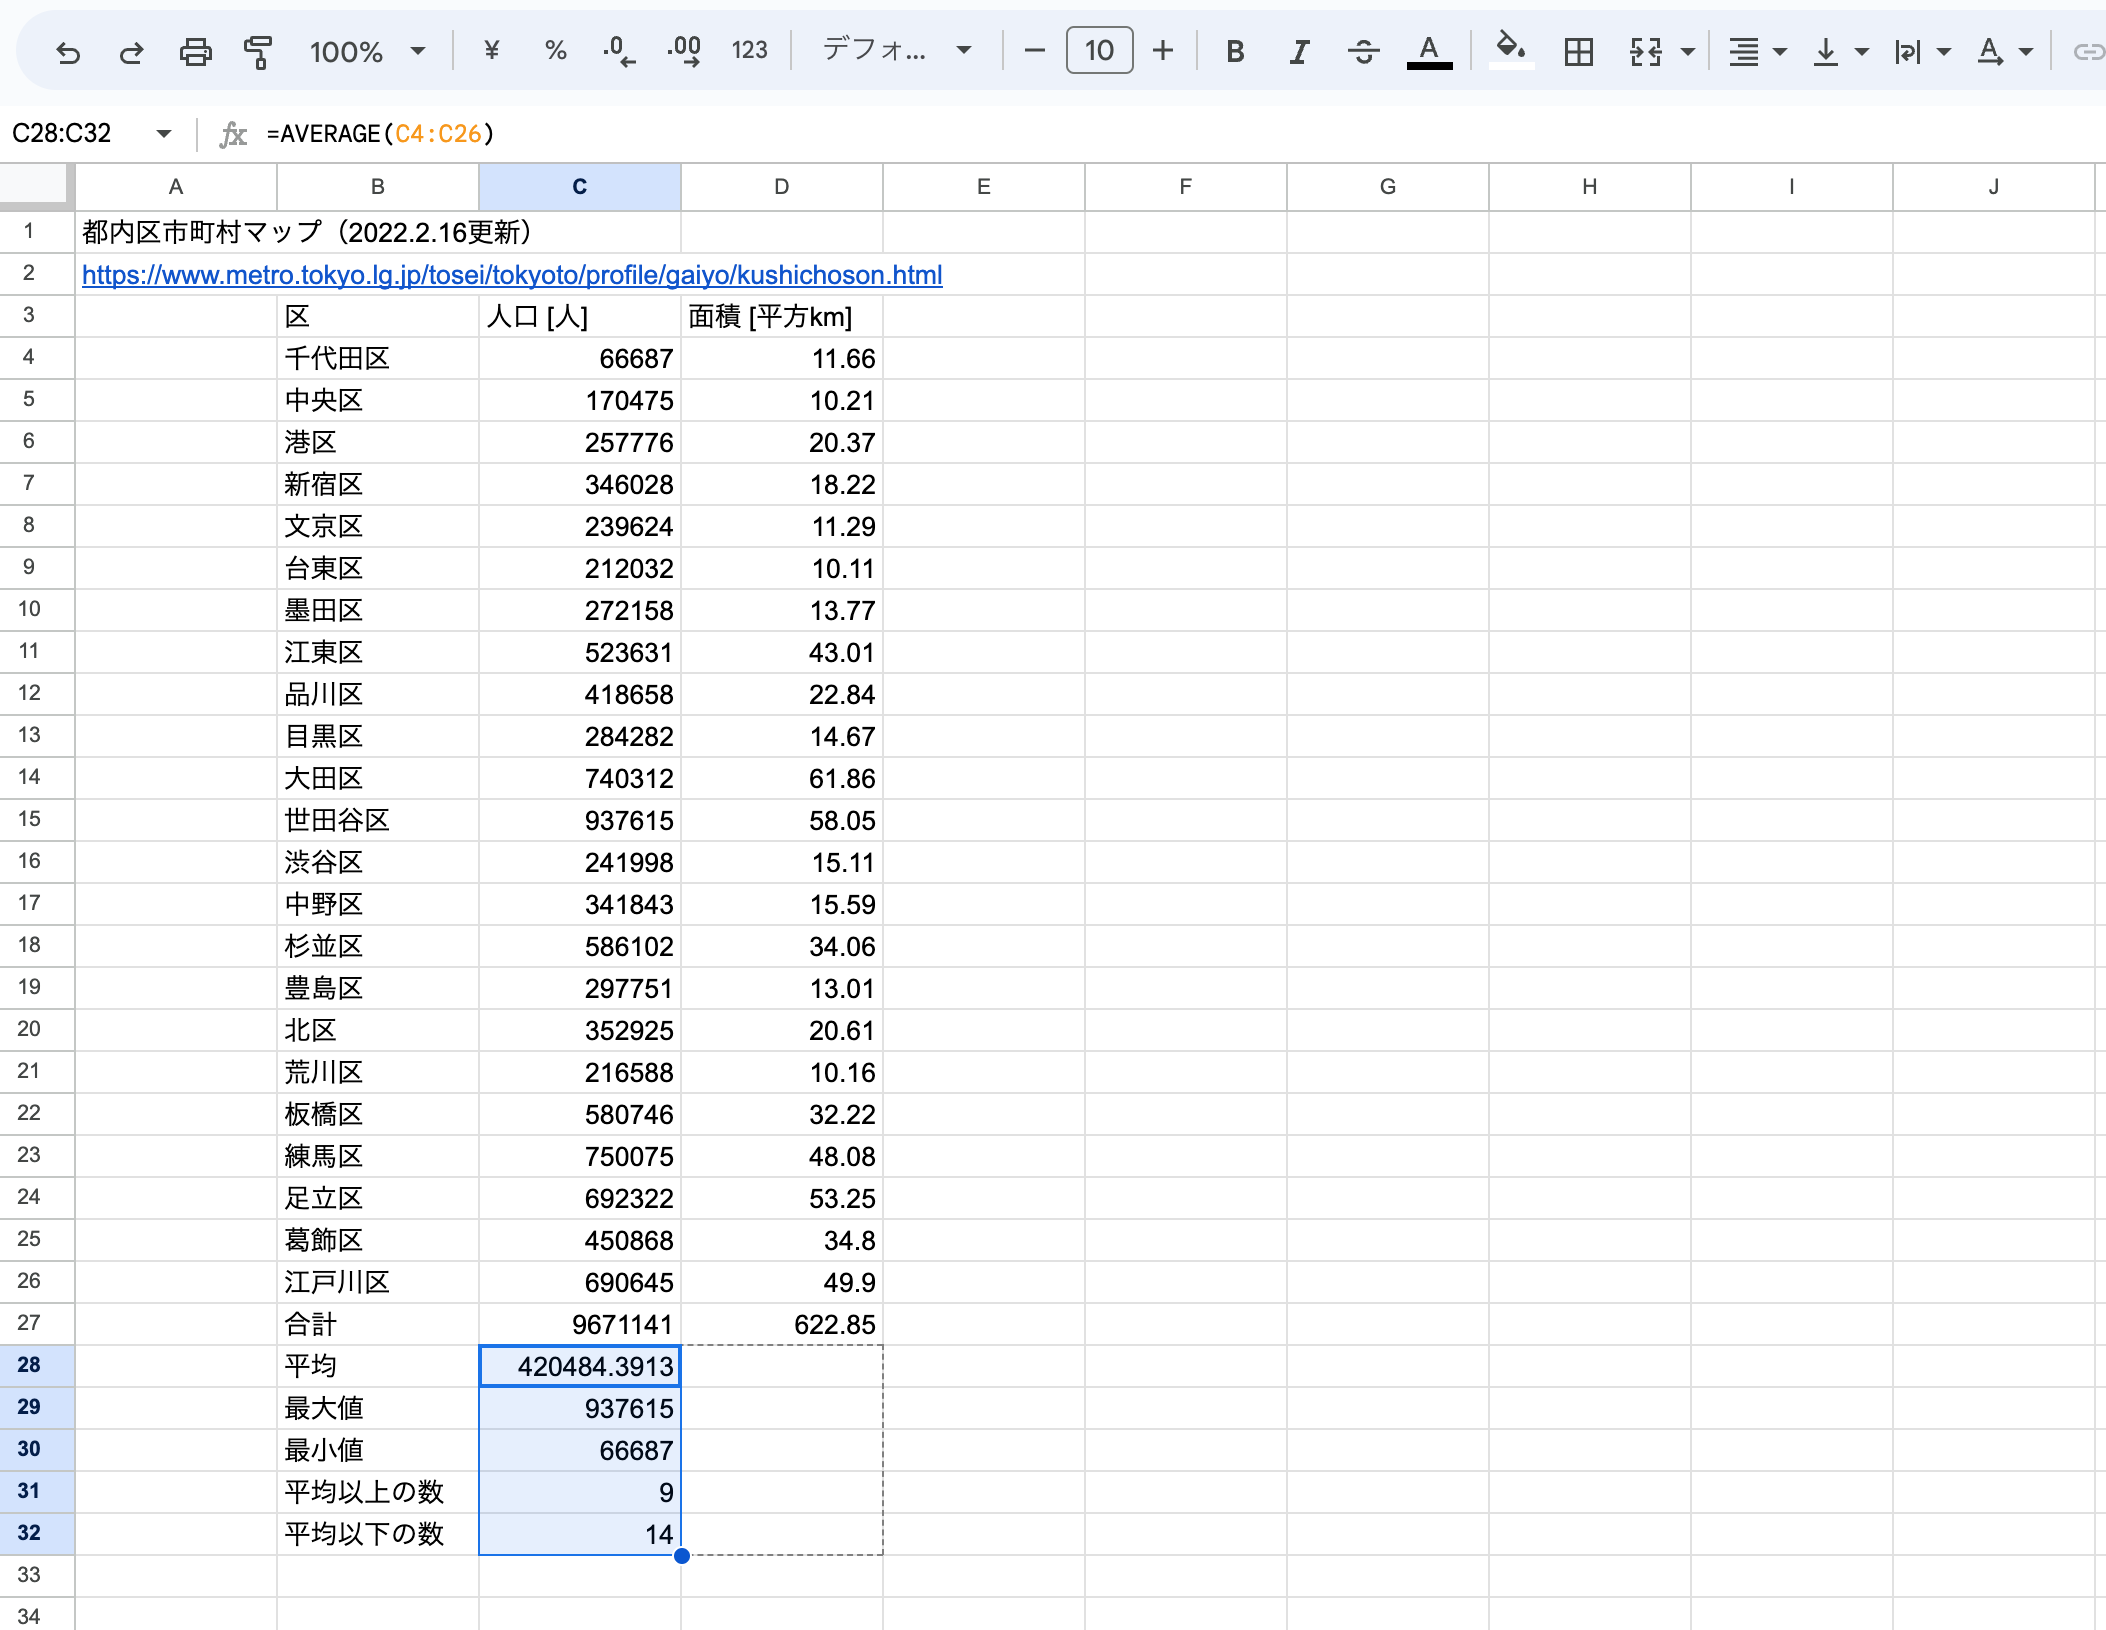 100% ¥ % .0 .00 123 デフォ... 10 B I A A
C28:C32 fx =AVERAGE(C4:C26)
A B C D E F G H I J
1 都内区市町村マップ（2022.2.16更新）
2 https://www.metro.tokyo.lg.jp/tosei/tokyoto/profile/gaiyo/kushichoson.html
3 区 人口 [人] 面積 [平方km]
4 千代田区 66687 11.66
5 中央区 170475 10.21
6 港区 257776 20.37
7 新宿区 346028 18.22
8 文京区 239624 11.29
9 台東区 212032 10.11
10 墨田区 272158 13.77
11 江東区 523631 43.01
12 品川区 418658 22.84
13 目黒区 284282 14.67
14 大田区 740312 61.86
15 世田谷区 937615 58.05
16 渋谷区 241998 15.11
17 中野区 341843 15.59
18 杉並区 586102 34.06
19 豊島区 297751 13.01
20 北区 352925 20.61
21 荒川区 216588 10.16
22 板橋区 580746 32.22
23 練馬区 750075 48.08
24 足立区 692322 53.25
25 葛飾区 450868 34.8
26 江戸川区 690645 49.9
27 合計 9671141 622.85
28 平均 420484.3913
29 最大値 937615
30 最小値 66687
31 平均以上の数 9
32 平均以下の数 14
33
34